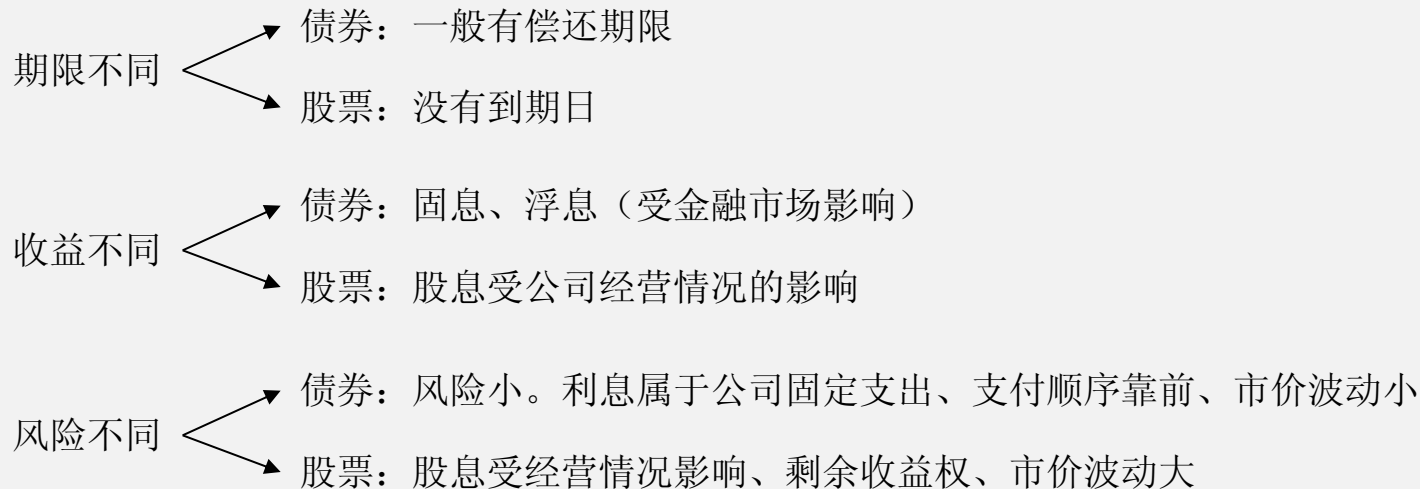 债券：一般有偿还期限
期限不同
股票：没有到期日
债券：固息、浮息（受金融市场影响）
收益不同
股票：股息受公司经营情况的影响
债券：风险小。利息属于公司固定支出、支付顺序靠前、市价波动小
风险不同
股票：股息受经营情况影响、剩余收益权、市价波动大